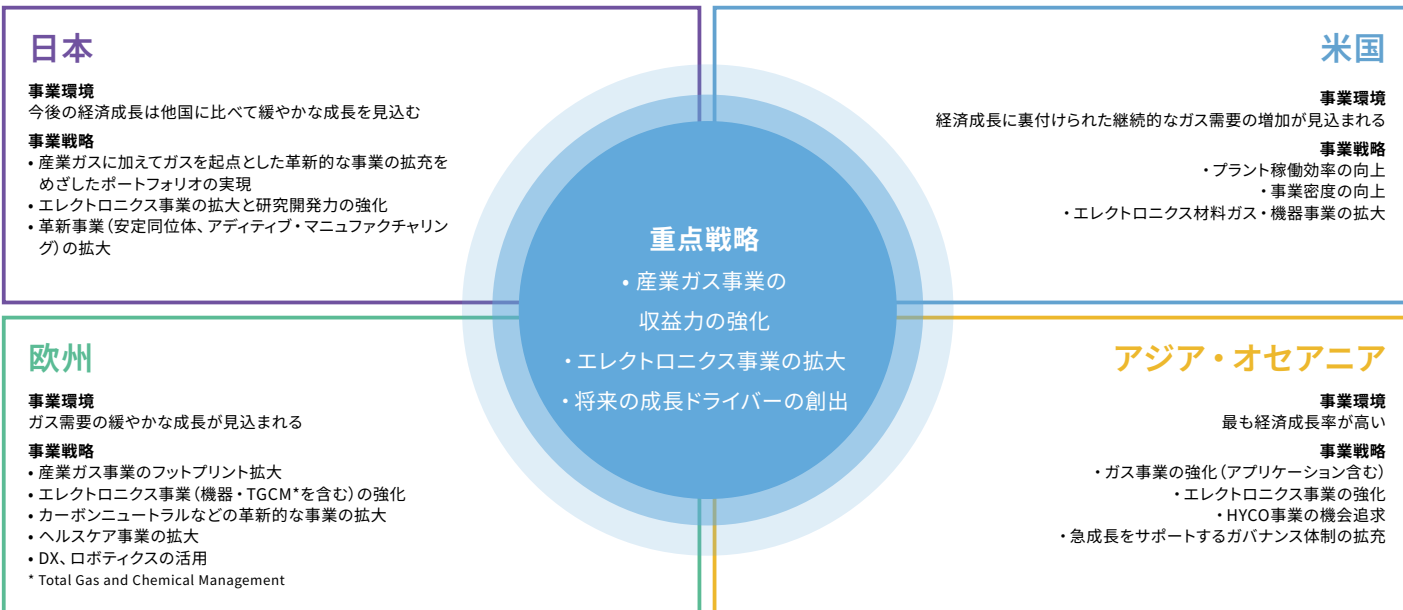 日本
事業環境
今後の経済成長は他国に比べて緩やかな成長を見込む
事業戦略
• 産業ガスに加えてガスを起点とした革新的な事業の拡充を
めざしたポートフォリオの実現
• エレクトロニクス事業の拡大と研究開発力の強化
• 革新事業（安定同位体、アディティブ・マニュファクチャリン
グ）の拡大
米国
事業環境
経済成長に裏付けられた継続的なガス需要の増加が見込まれる
事業戦略
・プラント稼働効率の向上
・事業密度の向上
・エレクトロニクス材料ガス・機器事業の拡大
重点戦略
• 産業ガス事業の
収益力の強化
・エレクトロニクス事業の拡大
・将来の成長ドライバーの創出
欧州
事業環境
ガス需要の緩やかな成長が見込まれる
事業戦略
• 産業ガス事業のフットプリント拡大
• エレクトロニクス事業（機器・TGCM*を含む）の強化
• カーボンニュートラルなどの革新的な事業の拡大
• ヘルスケア事業の拡大
• DX、ロボティクスの活用
* Total Gas and Chemical Management
アジア・オセアニア
事業環境
最も経済成長率が高い
事業戦略
・ガス事業の強化（アプリケーション含む）
・エレクトロニクス事業の強化
・HYCO事業の機会追求
・急成長をサポートするガバナンス体制の拡充